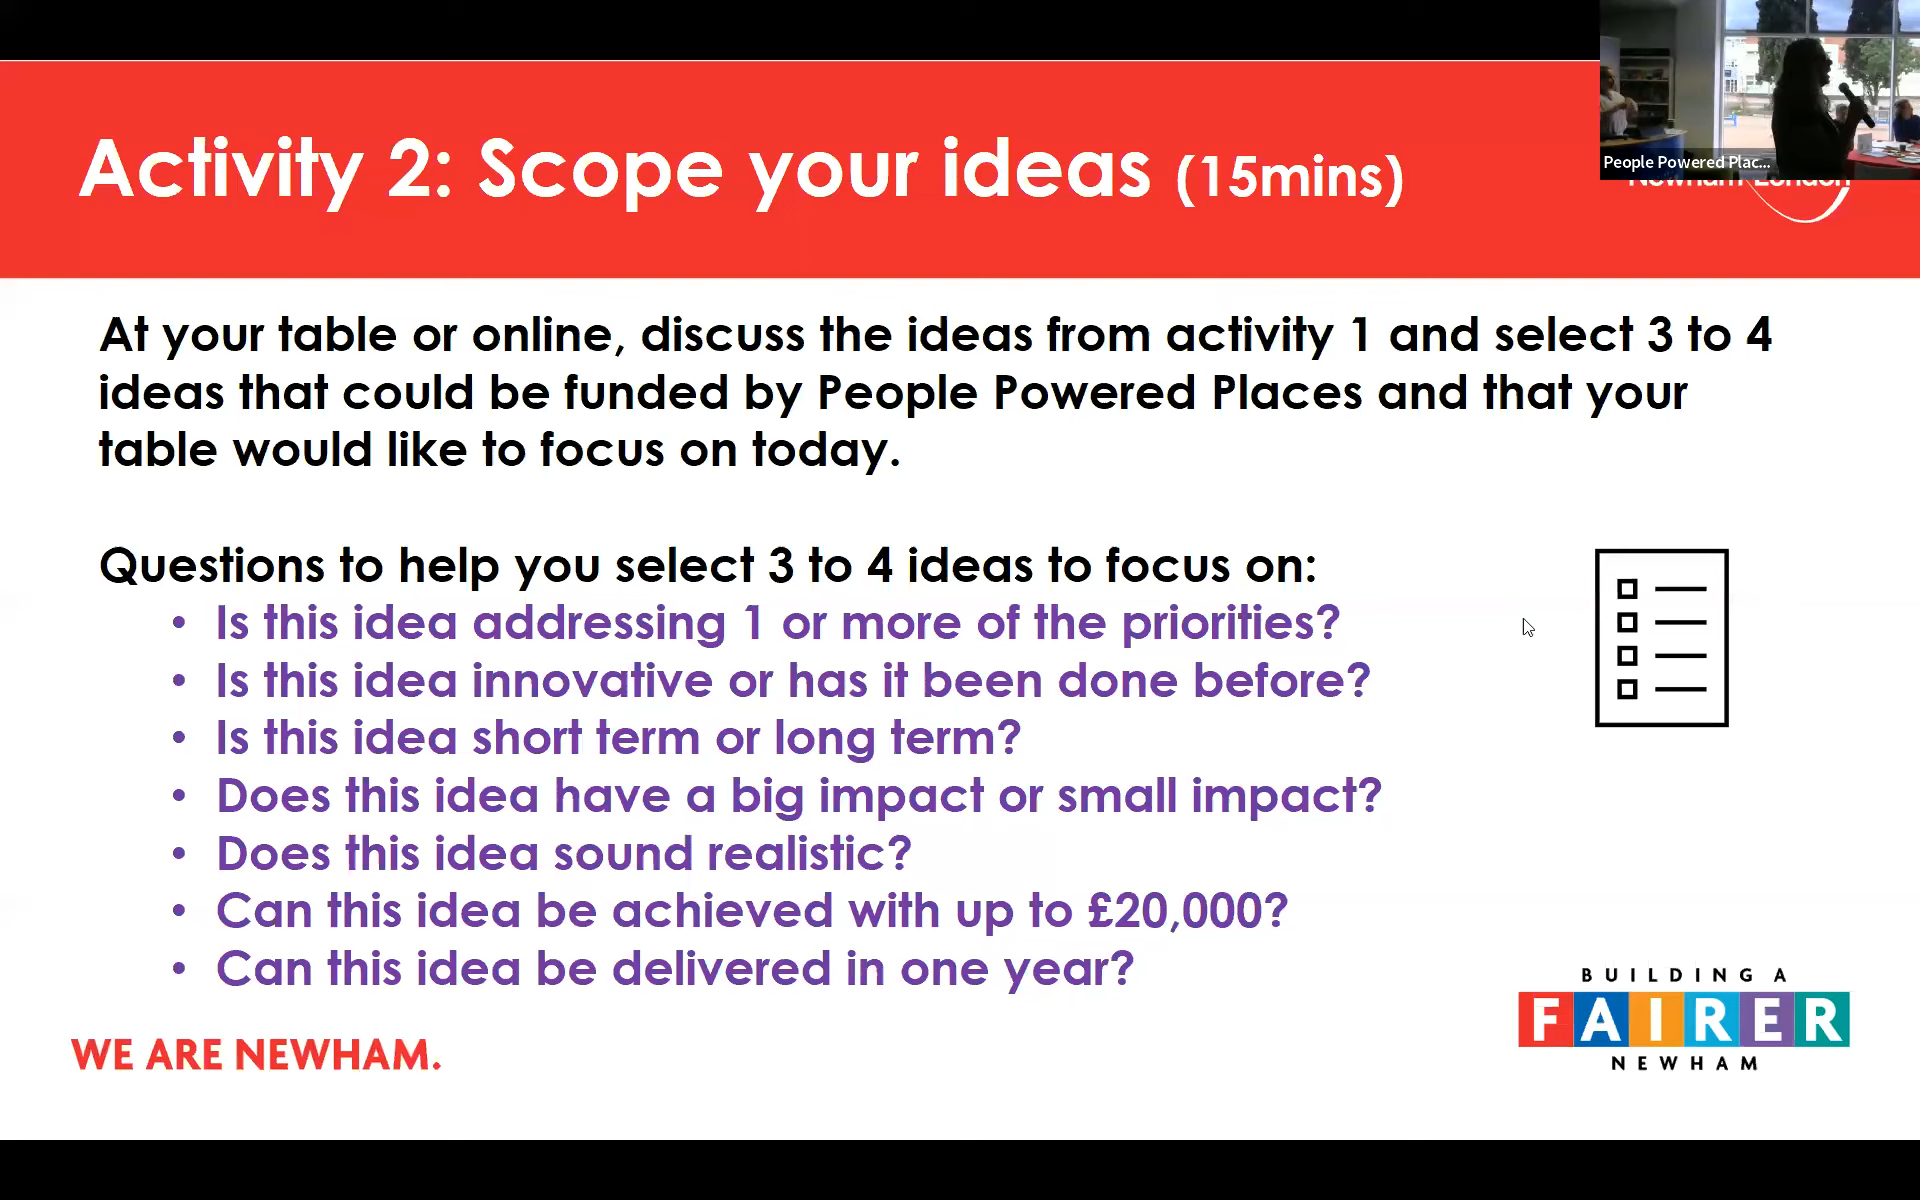 Activity 2: Scope your ideas (15mins)
People Powered Plac...
Newham London
At your table or online, discuss the ideas from activity 1 and select 3 to 4
ideas that could be funded by People Powered Places and that your
table would like to focus on today.
Questions to help you select 3 to 4 ideas to focus on:
• Is this idea addressing 1 or more of the priorities?
• Is this idea innovative or has it been done before?
• Is this idea short term or long term?
• Does this idea have a big impact or small impact?
• Does this idea sound realistic?
• Can this idea be achieved with up to £20,000?
• Can this idea be delivered in one year?
WE ARE NEWHAM.
BUILDING A
FAIRER
NEWHAM